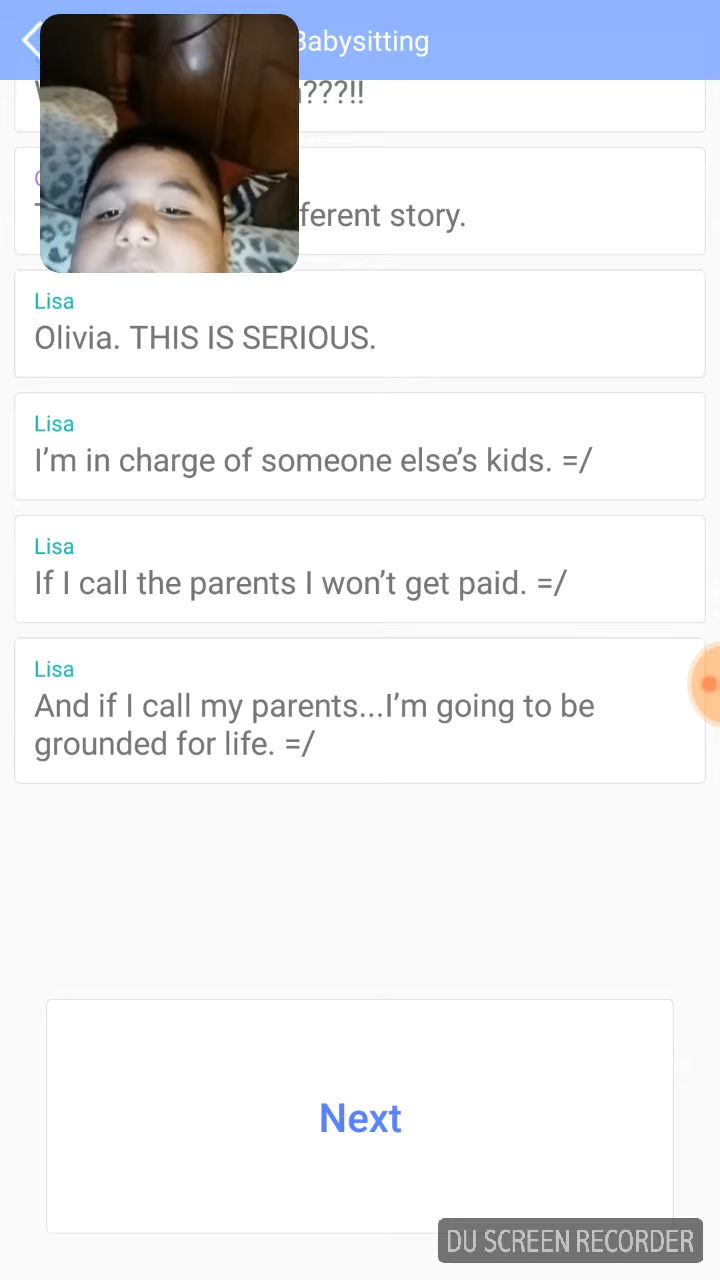 Babysitting
???!!
ferent story.
Lisa
Olivia. THIS IS SERIOUS.
Lisa
I’m in charge of someone else’s kids. =/
Lisa
If I call the parents I won’t get paid. =/
Lisa
And if I call my parents...I’m going to be
grounded for life. =/
Next
DU SCREEN RECORDER